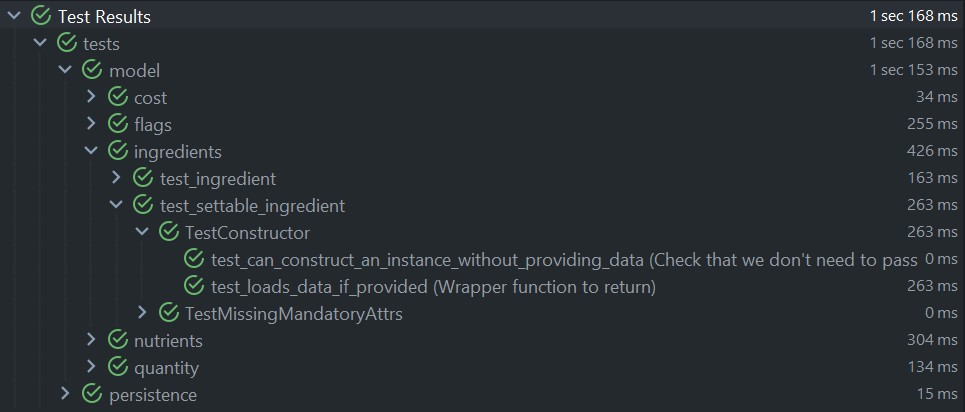 Test Results 1 sec 168 ms
tests 1 sec 168 ms
model 1 sec 153 ms
cost 34 ms
flags 255 ms
ingredients 426 ms
test_ingredient 163 ms
test_settable_ingredient 263 ms
TestConstructor 263 ms
test_can_construct_an_instance_without_providing_data (Check that we don't need to pass 0 ms
test_loads_data_if_provided (Wrapper function to return) 263 ms
TestMissingMandatoryAttrs 0 ms
nutrients 304 ms
quantity 134 ms
persistence 15 ms